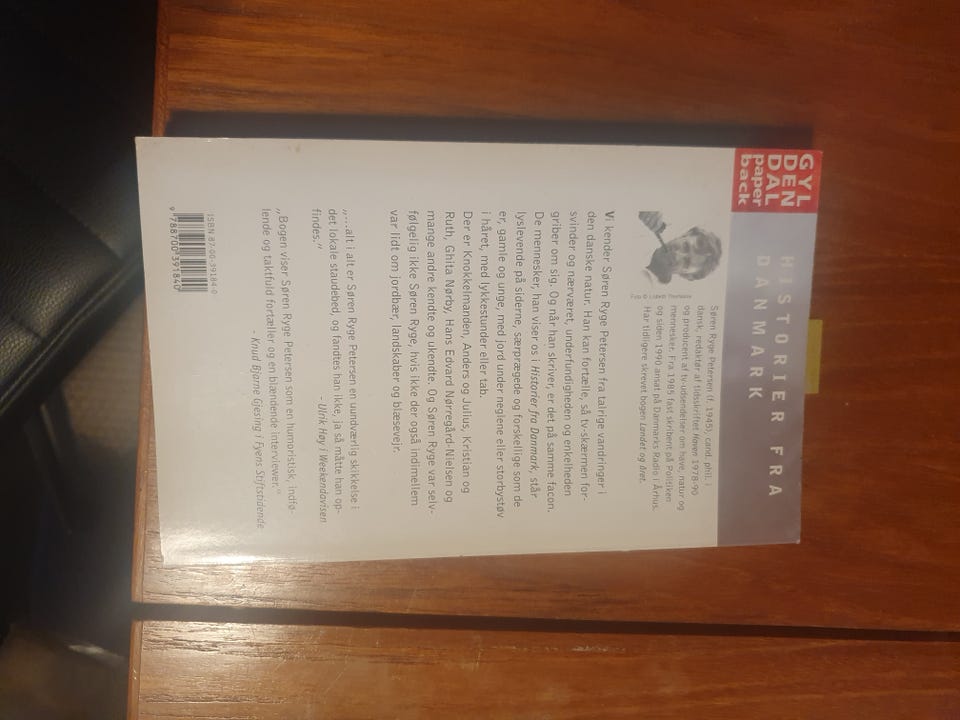 GYL
DEN
DAL
paper
back
HISTORIER FRA
DANMARK
Søren Ryge Petersen (f. 1945), cand. phil. i
dansk, redaktør af tidsskriftet Haven 1978-90
og producent af tv-udsendelser om have, natur og
mennesker. Fra 1985 fast skribent på Politiken
og siden 1990 ansat på Danmarks Radio i Århus.
Har tidligere skrevet bogen Landet og året.
Foto © Lisbeth Thorlasius
Vi kender Søren Ryge Petersen fra talrige vandringer i
den danske natur. Han kan fortælle, så tv-skærmen for-
svinder og nærværet, underfundigheden og enkelheden
griber om sig. Og når han skriver, er det på samme facon.
De mennesker, han viser os i Historier fra Danmark, står
lyslevende på siderne, særprægede og forskellige som de
er, gamle og unge, med jord under neglene eller storbystøv
i håret, med lykkestunder eller tab.
Der er Knokkelmanden, Anders og Julius, Kristian og
Ruth, Ghita Nørby, Hans Edvard Nørregård-Nielsen og
mange andre kendte og ukendte. Og Søren Ryge var selv-
følgelig ikke Søren Ryge, hvis ikke der også indimellem
var lidt om jordbær, landskaber og blæsevejr.
„...alt i alt er Søren Ryge Petersen en uundværlig skikkelse i
det lokale staudebed, og fandtes han ikke, ja så måtte han op-
findes."
- Ulrik Høy i Weekendavisen
„Bogen viser Søren Ryge Petersen som en humoristisk, indfø-
lende og taktfuld fortæller og en blændende interviewer."
- Knud Bjarne Gjesing i Fyens Stiftstidende
ISBN 87-00-39184-0
9 788700 391840